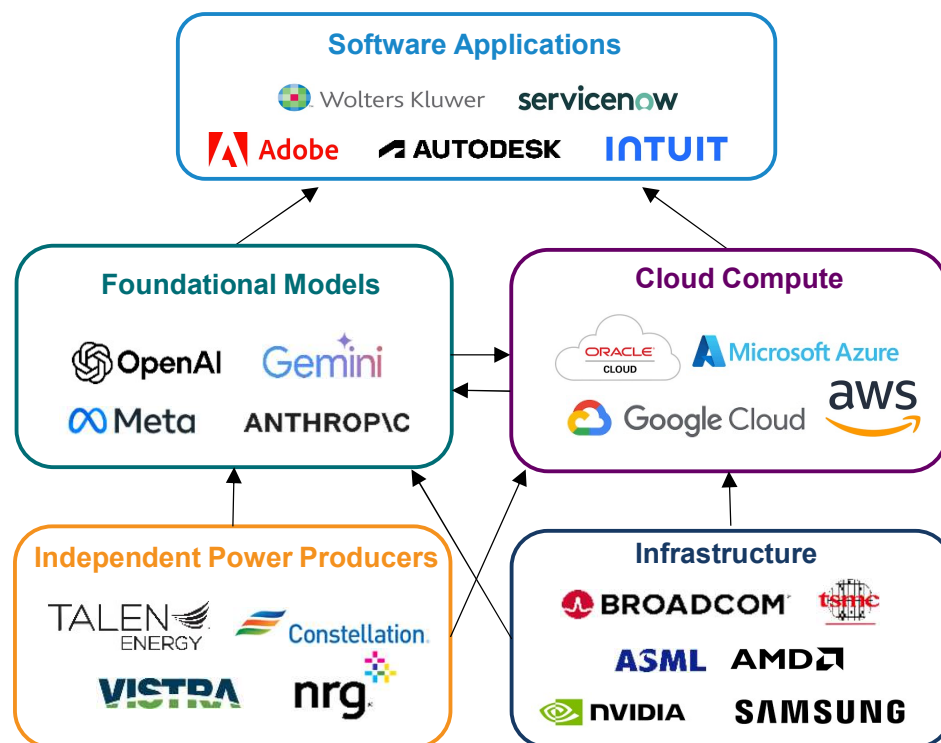 Software Applications
Wolters Kluwer servicenow
Adobe AUTODESK INTUIT
Foundational Models
OpenAI Gemini
Meta ANTHROP\C
Cloud Compute
ORACLE
CLOUD
Microsoft Azure
Google Cloud aws
Independent Power Producers
TALEN
ENERGY
Constellation
VISTRA nrg
Infrastructure
BROADCOM tsmc
ASML AMD
NVIDIA SAMSUNG